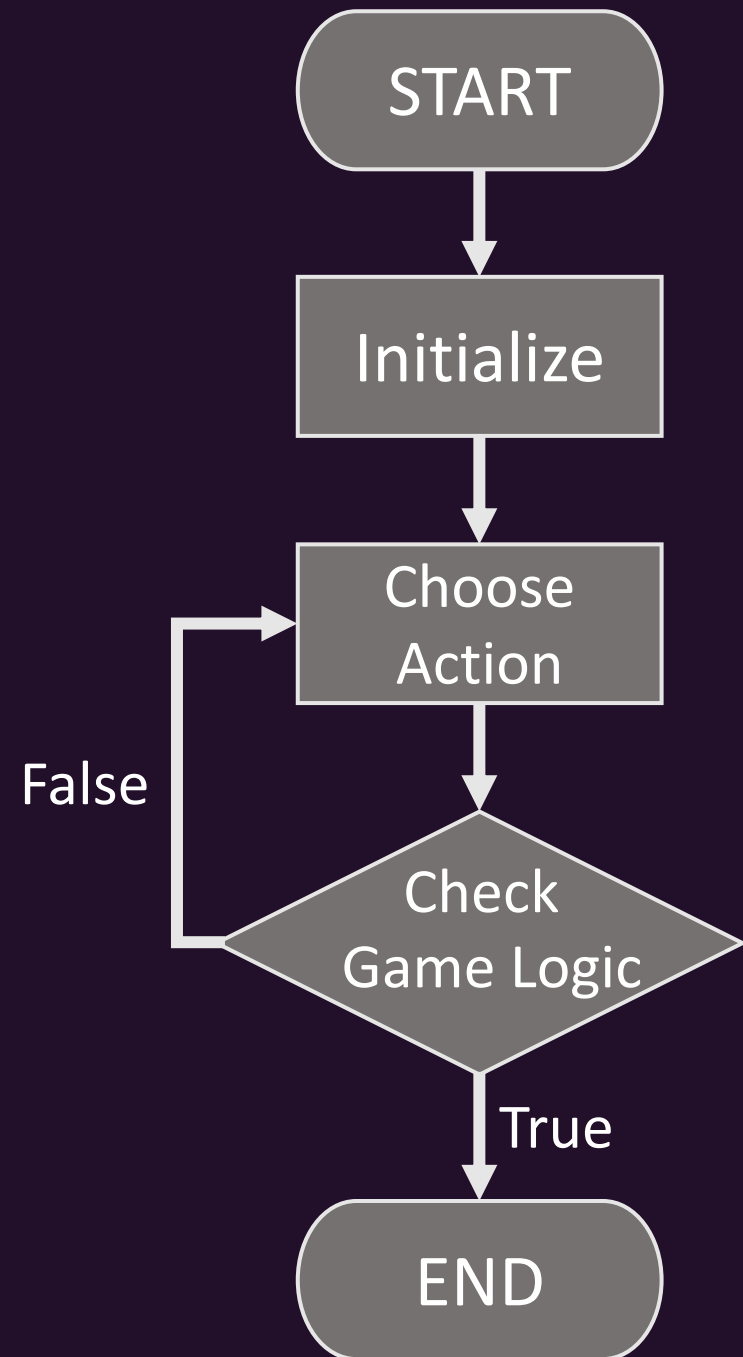 START
Initialize
Choose
Action
False
Check
Game Logic
True
END